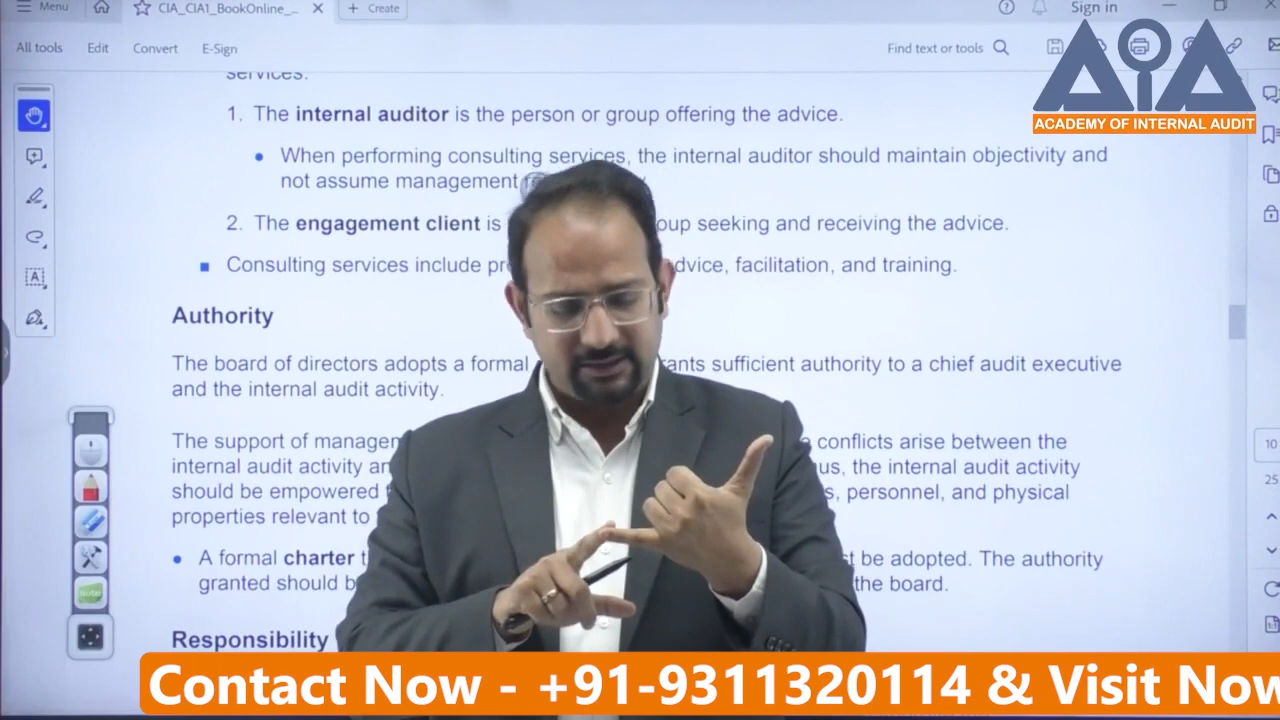 Menu
CIA_CIA1_BookOnline_...
Create
Sign in
All tools
Edit
Convert
E-Sign
Find text or tools
AiA
ACADEMY OF INTERNAL AUDIT
services:
1. The internal auditor is the person or group offering the advice.
When performing consulting services, the internal auditor should maintain objectivity and
not assume management
2. The engagement client is oup seeking and receiving the advice.
Consulting services include pr dvice, facilitation, and training.
Authority
The board of directors adopts a formal ants sufficient authority to a chief audit executive
and the internal audit activity.
The support of managem conflicts arise between the
internal audit activity an us, the internal audit activity
should be empowered s, personnel, and physical
properties relevant to
A formal charter t t be adopted. The authority
granted should b the board.
Responsibility
10
25
Contact Now - +91-9311320114 & Visit Now